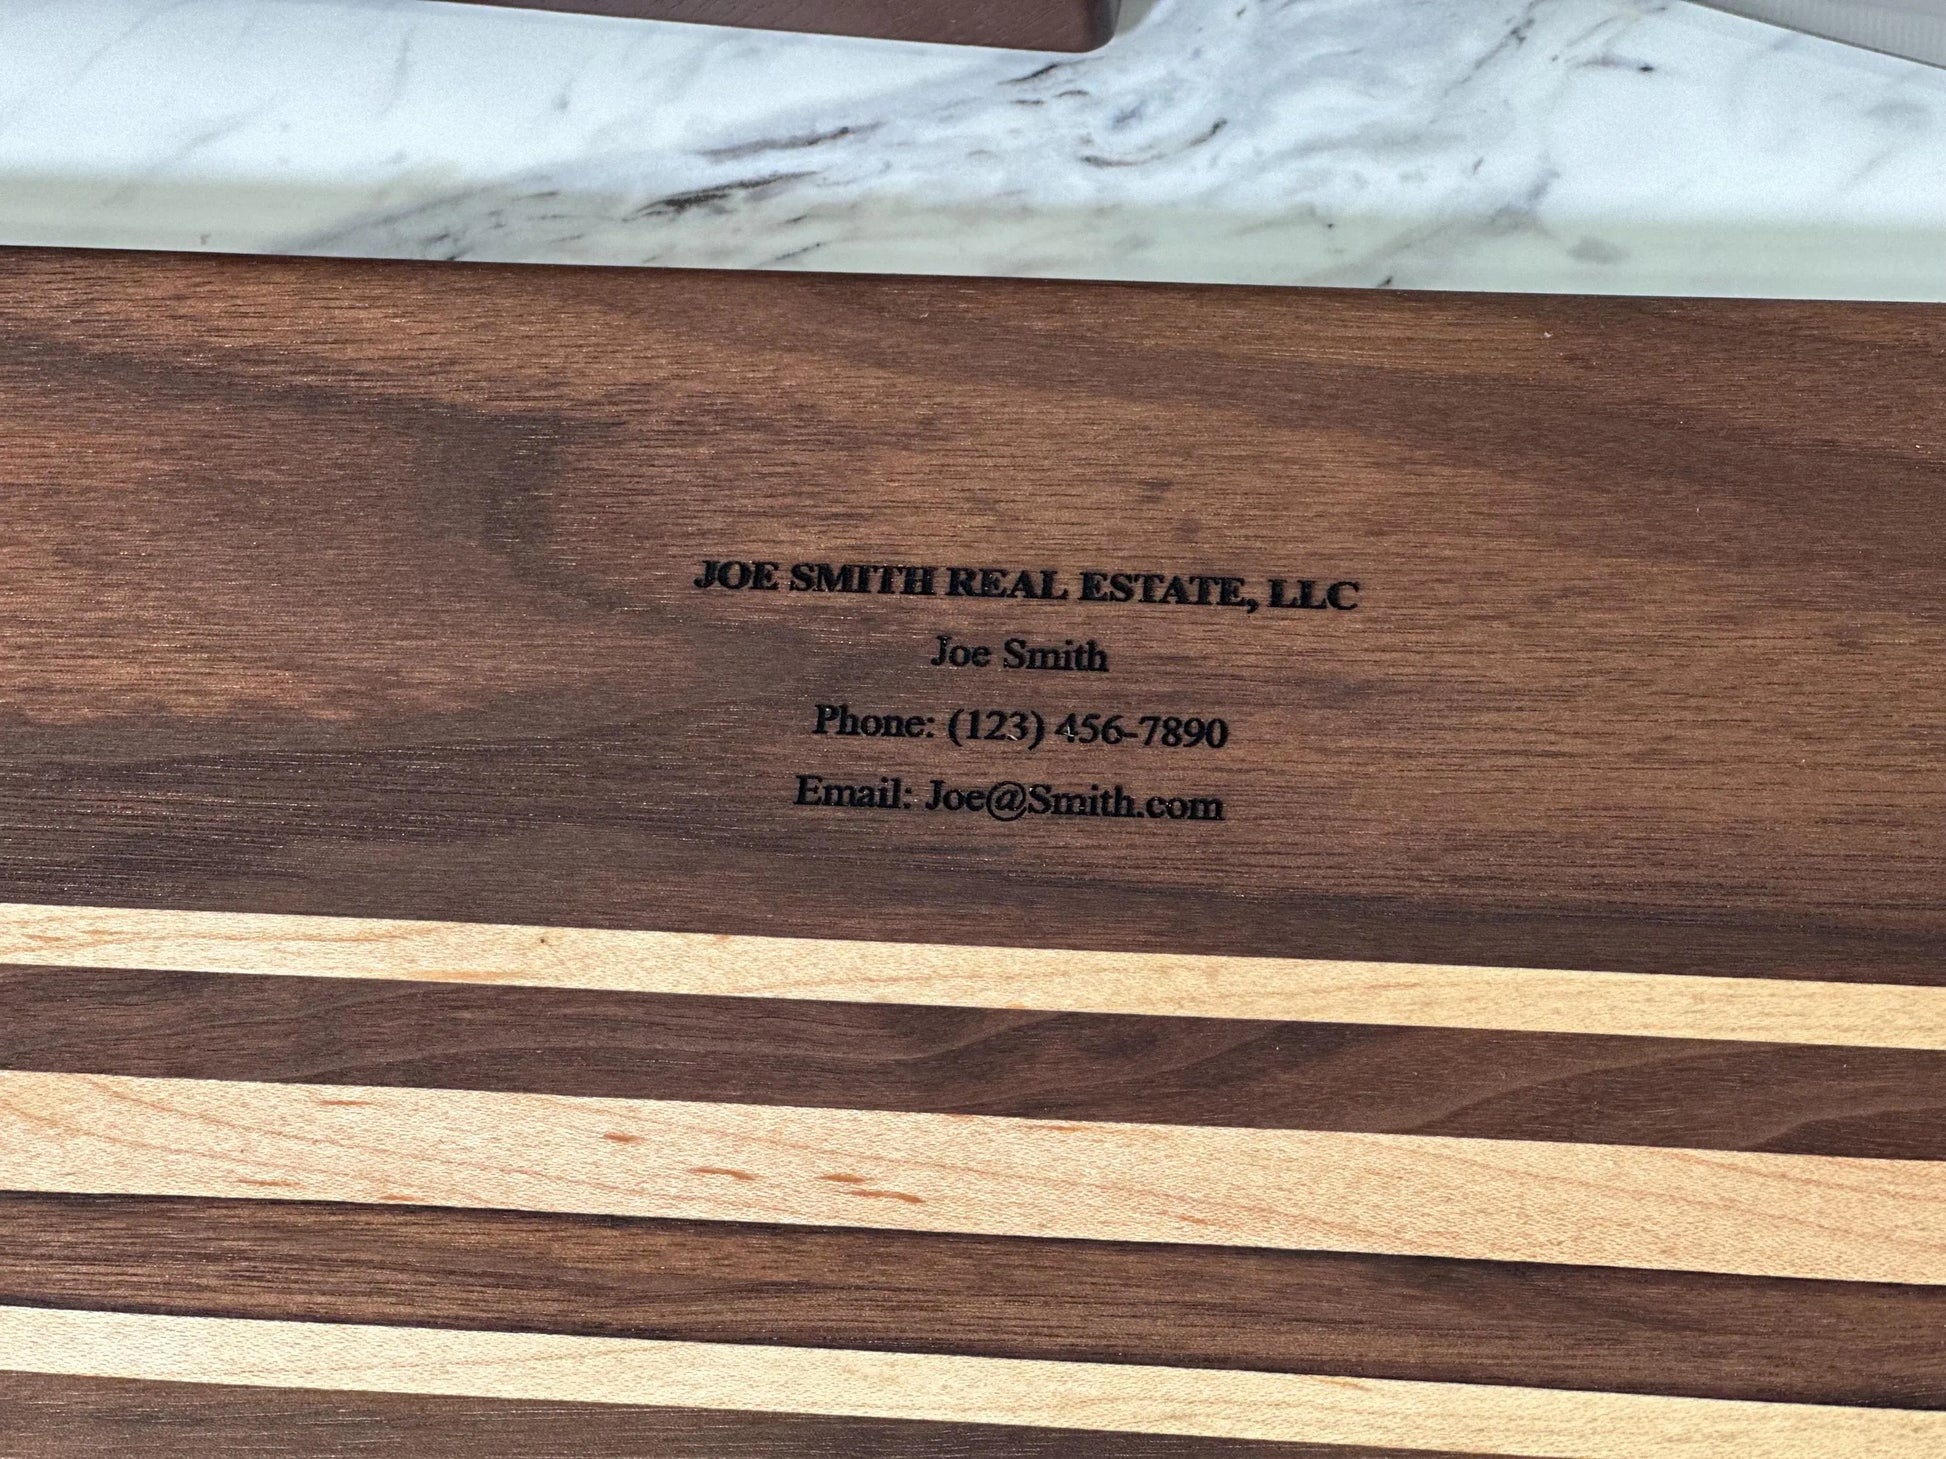 JOE SMITH REAL ESTATE, LLC
Joe Smith
Phone: (123) 456-7890
Email: Joe@Smith.com